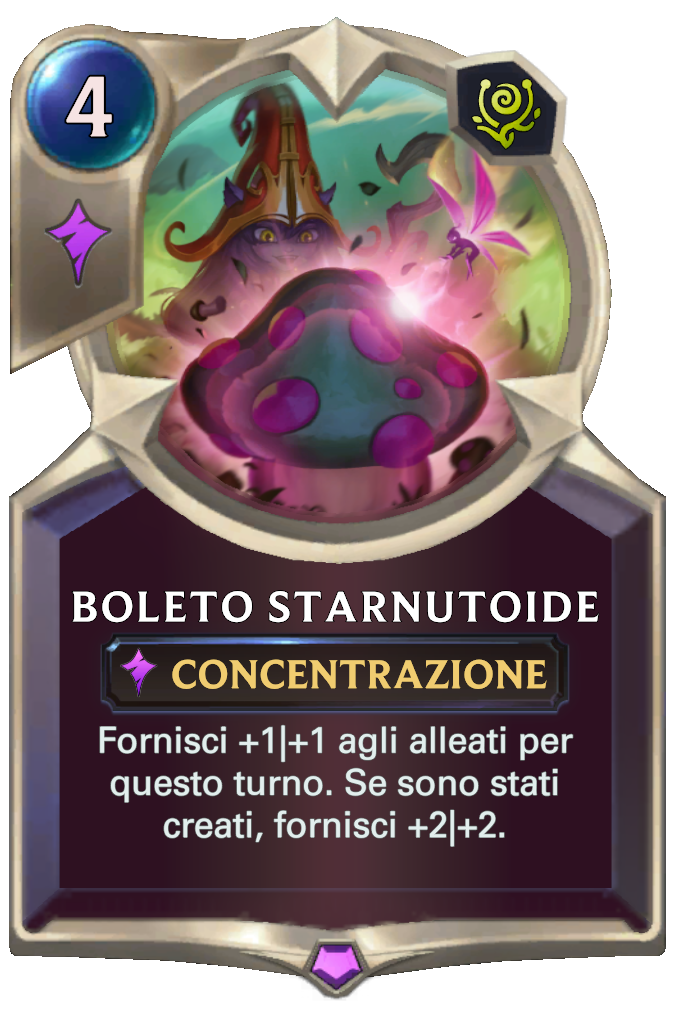 4
BOLETO STARNUTOIDE
CONCENTRAZIONE
Fornisci +1|+1 agli alleati per
questo turno. Se sono stati
creati, fornisci +2|+2.